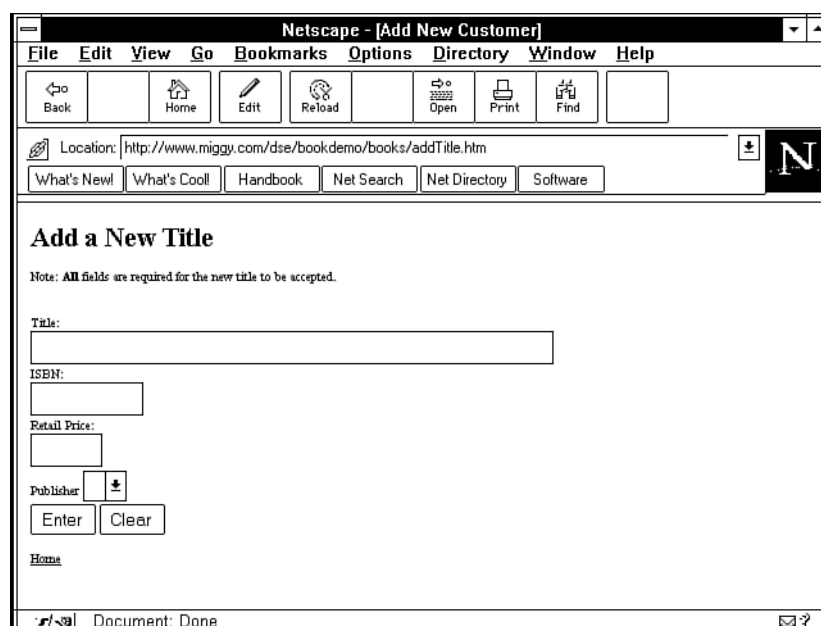 Netscape - [Add New Customer]
File Edit View Go Bookmarks Options Directory Window Help
Back Home Edit Reload Open Print Find
Location: http://www.miggy.com/dse/bookdemo/books/addTitle.htm
N
What's New! What's Cool! Handbook Net Search Net Directory Software
Add a New Title
Note: All fields are required for the new title to be accepted.
Title:
ISBN:
Retail Price:
Publisher
Enter Clear
Home
Document: Done